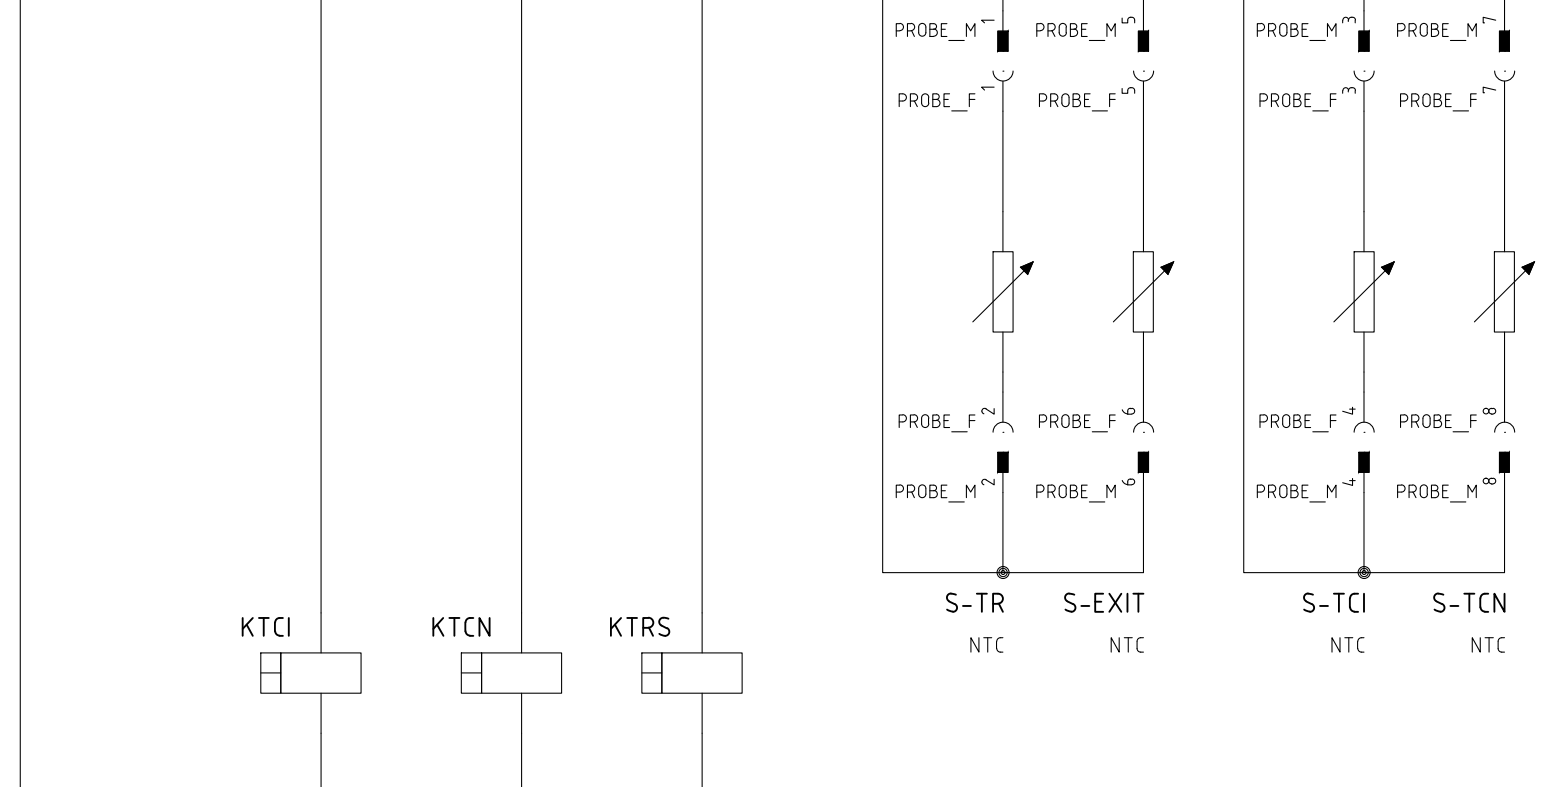 PROBE_M 1 PROBE_M 5 PROBE_M 3 PROBE_M 7
PROBE_F 1 PROBE_F 5 PROBE_F 3 PROBE_F 7
PROBE_F 2 PROBE_F 6 PROBE_F 4 PROBE_F 8
PROBE_M 2 PROBE_M 6 PROBE_M 4 PROBE_M 8
S-TR S-EXIT S-TCI S-TCN
KTCI KTCN KTRS
NTC NTC NTC NTC